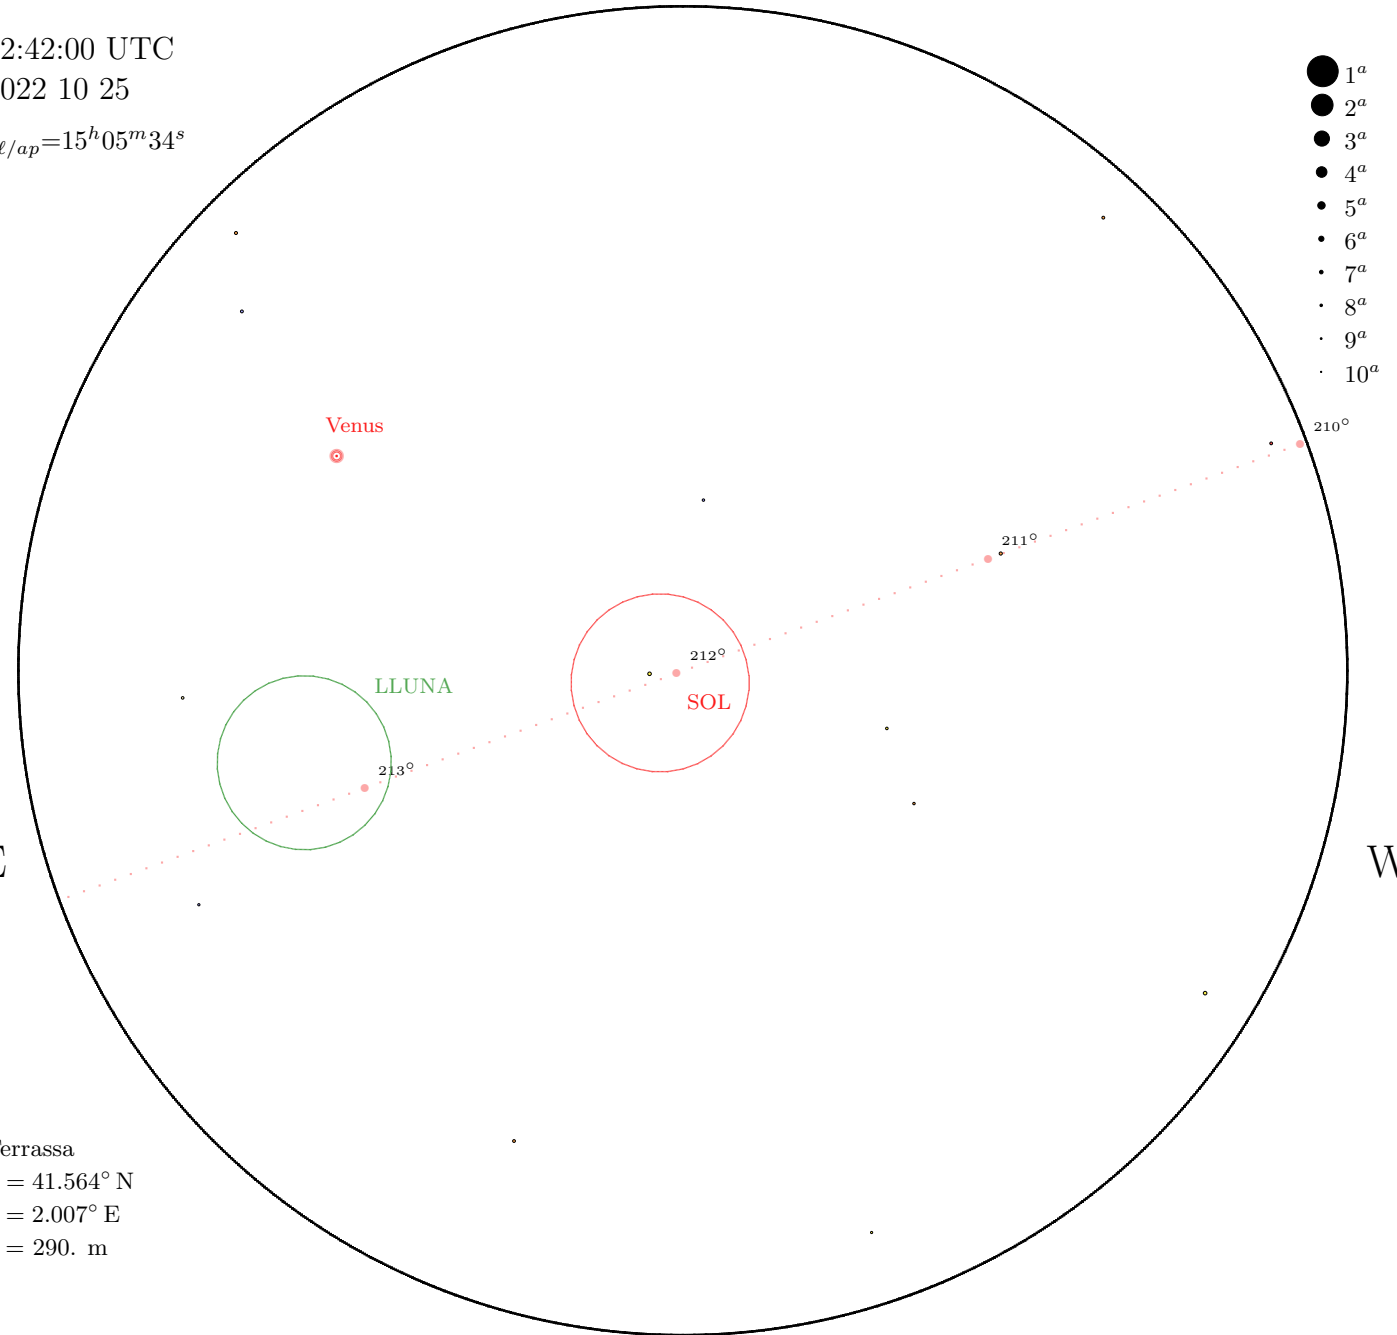 2:42:00 UTC
022 10 25
ℓ/ap=15ʰ05ᵐ34ˢ
1ᵃ
2ᵃ
3ᵃ
4ᵃ
5ᵃ
6ᵃ
7ᵃ
8ᵃ
9ᵃ
10ᵃ
Venus
210°
211°
212°
SOL
LLUNA
213°
E
W
Terrassa
= 41.564° N
= 2.007° E
= 290. m